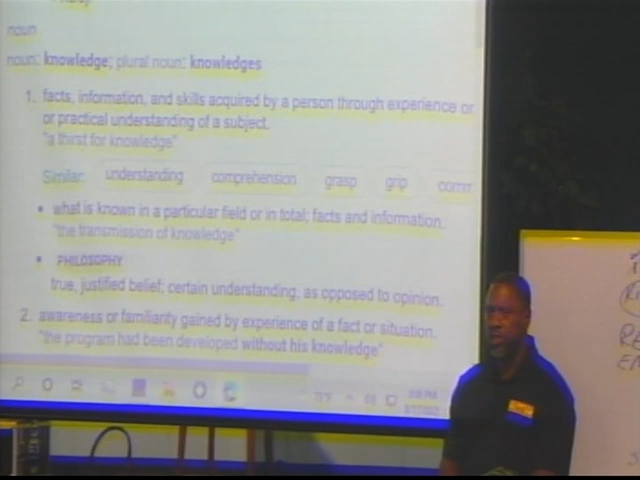 noun
noun: knowledge; plural noun: knowledges
1. facts, information, and skills acquired by a person through experience or
or practical understanding of a subject.
"a thirst for knowledge"
Similar: understanding comprehension grasp grip
• what is known in a particular field or in total; facts and information.
"the transmission of knowledge"
• PHILOSOPHY
true, justified belief; certain understanding, as opposed to opinion.
2. awareness or familiarity gained by experience of a fact or situation.
"the program had been developed without his knowledge"